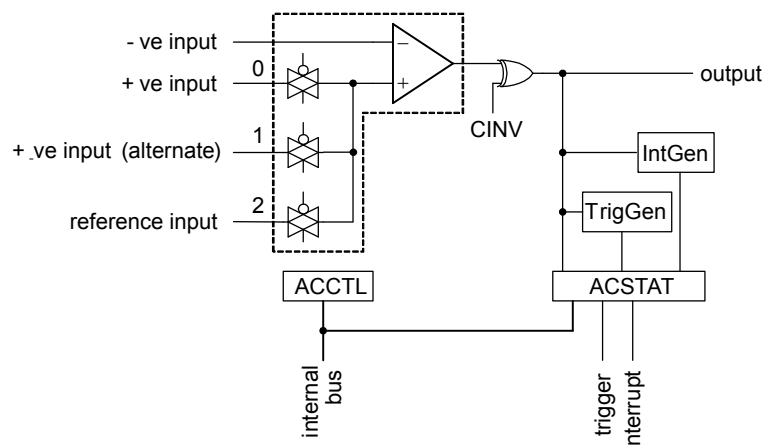 - ve input
+ ve input
0
+ -ve input (alternate)
1
reference input
2
−
+
CINV
output
IntGen
TrigGen
ACCTL
ACSTAT
internal
bus
trigger
nterrupt